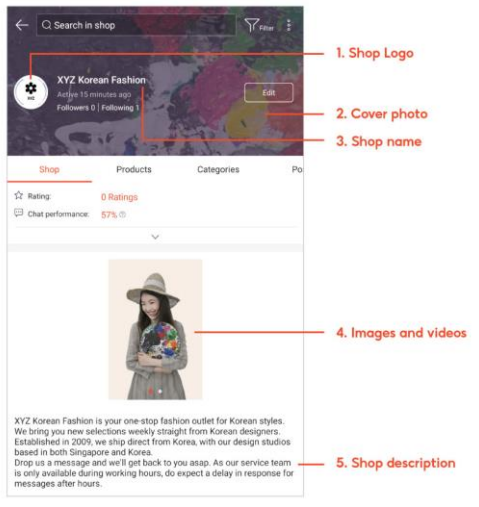 Search in shop
Filter
1. Shop Logo
XYZ Korean Fashion
Active 15 minutes ago
Edit
Followers 0 | Following 1
2. Cover photo
3. Shop name
Shop Products Categories Po
Rating: 0 Ratings
Chat performance: 57%
4. Images and videos
XYZ Korean Fashion is your one-stop fashion outlet for Korean styles.
We bring you new selections weekly straight from Korean designers.
Established in 2009, we ship direct from Korea, with our design studios
based in both Singapore and Korea.
Drop us a message and we'll get back to you asap. As our service team
is only available during working hours, do expect a delay in response for
messages after hours.
5. Shop description